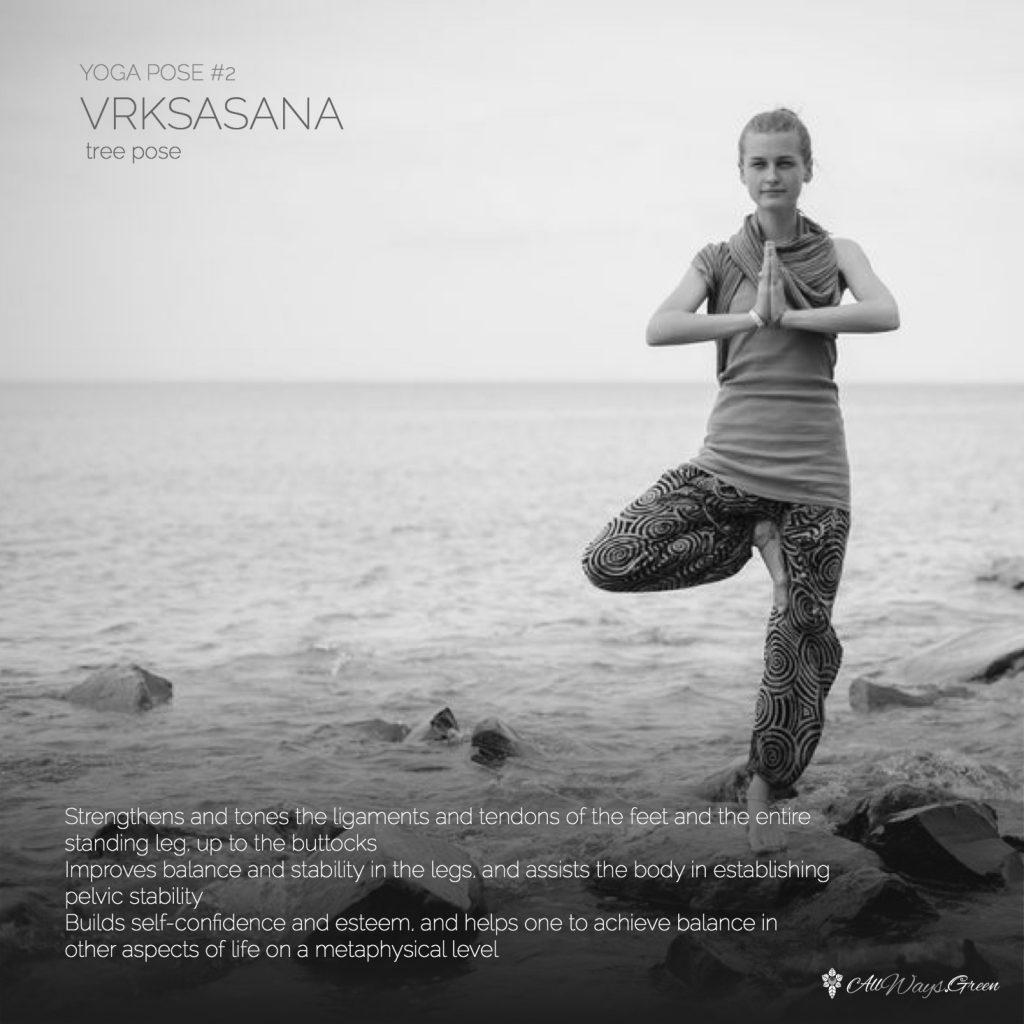 YOGA POSE #2
VRKSASANA
tree pose
Strengthens and tones the ligaments and tendons of the feet and the entire
standing leg, up to the buttocks
Improves balance and stability in the legs, and assists the body in establishing
pelvic stability
Builds self-confidence and esteem, and helps one to achieve balance in
other aspects of life on a metaphysical level
AllWays.Green